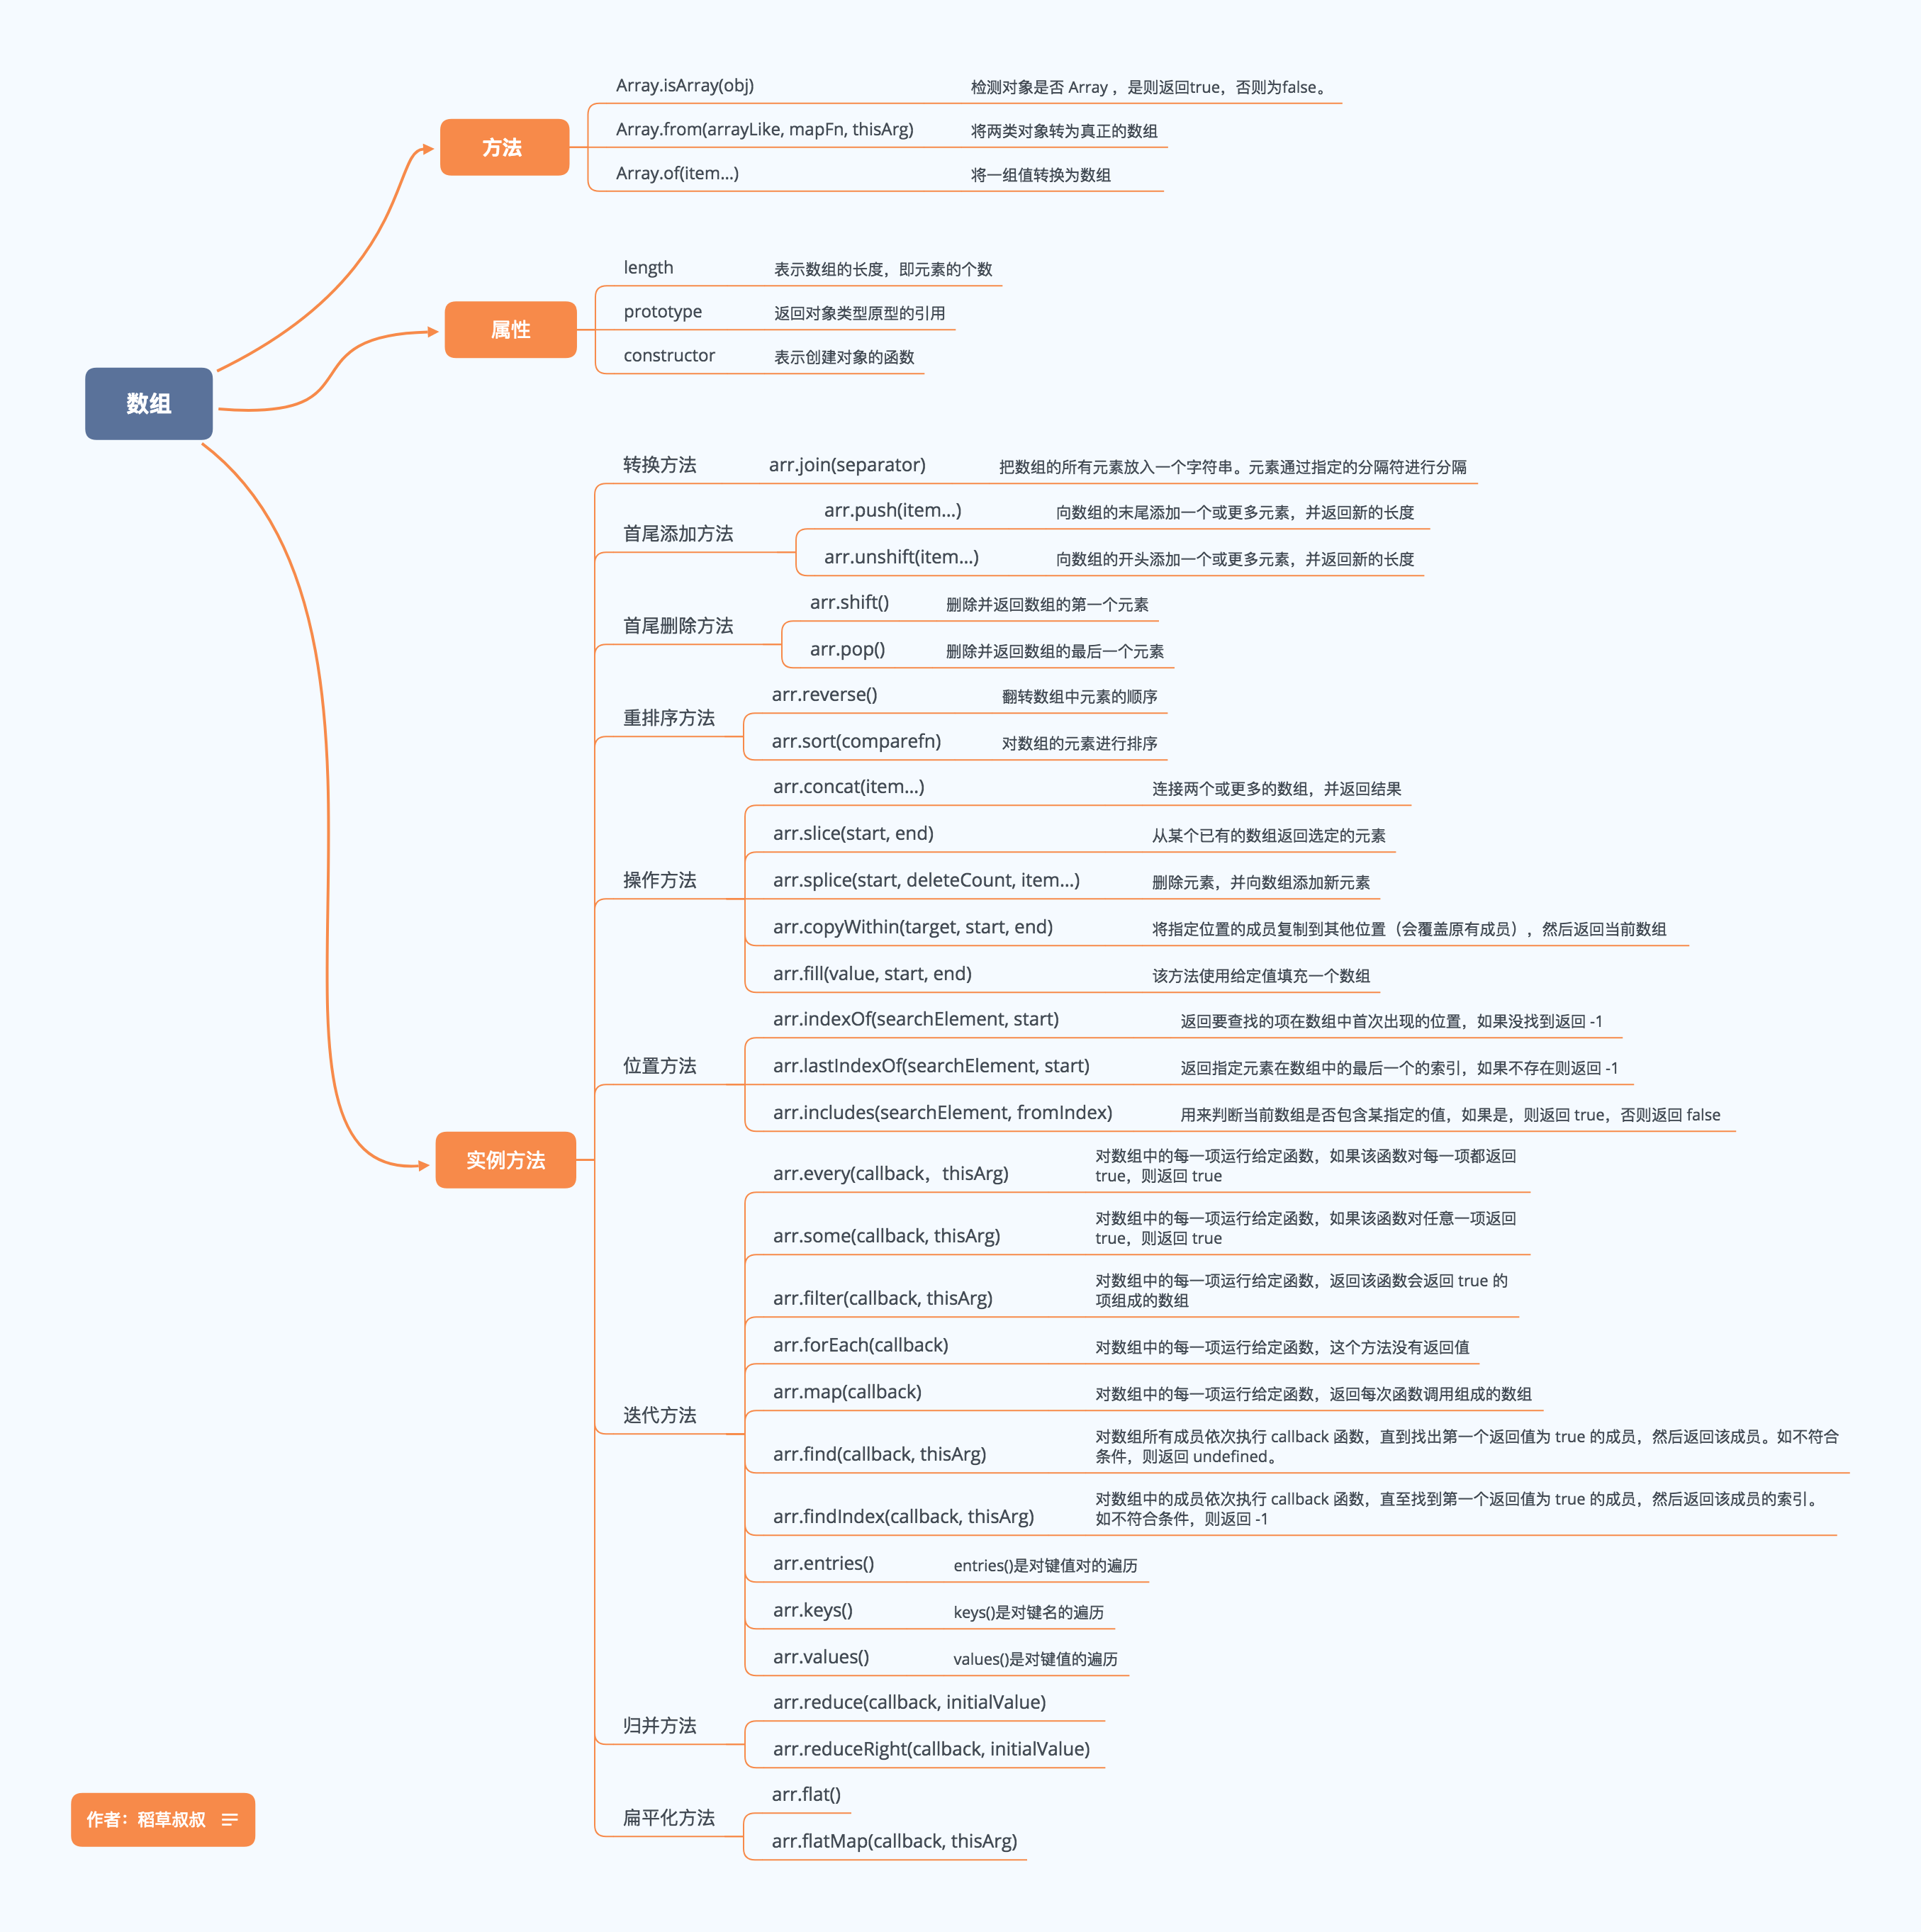 数组
方法
Array.isArray(obj) 检测对象是否 Array ，是则返回true，否则为false。
Array.from(arrayLike, mapFn, thisArg) 将两类对象转为真正的数组
Array.of(item...) 将一组值转换为数组
属性
length 表示数组的长度，即元素的个数
prototype 返回对象类型原型的引用
constructor 表示创建对象的函数
实例方法
转换方法 arr.join(separator) 把数组的所有元素放入一个字符串。元素通过指定的分隔符进行分隔
首尾添加方法
arr.push(item...) 向数组的末尾添加一个或更多元素，并返回新的长度
arr.unshift(item...) 向数组的开头添加一个或更多元素，并返回新的长度
首尾删除方法
arr.shift() 删除并返回数组的第一个元素
arr.pop() 删除并返回数组的最后一个元素
重排序方法
arr.reverse() 翻转数组中元素的顺序
arr.sort(comparefn) 对数组的元素进行排序
操作方法
arr.concat(item...) 连接两个或更多的数组，并返回结果
arr.slice(start, end) 从某个已有的数组返回选定的元素
arr.splice(start, deleteCount, item...) 删除元素，并向数组添加新元素
arr.copyWithin(target, start, end) 将指定位置的成员复制到其他位置（会覆盖原有成员），然后返回当前数组
arr.fill(value, start, end) 该方法使用给定值填充一个数组
位置方法
arr.indexOf(searchElement, start) 返回要查找的项在数组中首次出现的位置，如果没找到返回 -1
arr.lastIndexOf(searchElement, start) 返回指定元素在数组中的最后一个的索引，如果不存在则返回 -1
arr.includes(searchElement, fromIndex) 用来判断当前数组是否包含某指定的值，如果是，则返回 true，否则返回 false
迭代方法
arr.every(callback，thisArg) 对数组中的每一项运行给定函数，如果该函数对每一项都返回
true，则返回 true
arr.some(callback, thisArg) 对数组中的每一项运行给定函数，如果该函数对任意一项返回
true，则返回 true
arr.filter(callback, thisArg) 对数组中的每一项运行给定函数，返回该函数会返回 true 的
项组成的数组
arr.forEach(callback) 对数组中的每一项运行给定函数，这个方法没有返回值
arr.map(callback) 对数组中的每一项运行给定函数，返回每次函数调用组成的数组
arr.find(callback, thisArg) 对数组所有成员依次执行 callback 函数，直到找出第一个返回值为 true 的成员，然后返回该成员。如不符合
条件，则返回 undefined。
arr.findIndex(callback, thisArg) 对数组中的成员依次执行 callback 函数，直至找到第一个返回值为 true 的成员，然后返回该成员的索引。
如不符合条件，则返回 -1
arr.entries() entries()是对键值对的遍历
arr.keys() keys()是对键名的遍历
arr.values() values()是对键值的遍历
归并方法
arr.reduce(callback, initialValue)
arr.reduceRight(callback, initialValue)
扁平化方法
arr.flat()
arr.flatMap(callback, thisArg)
作者：稻草叔叔